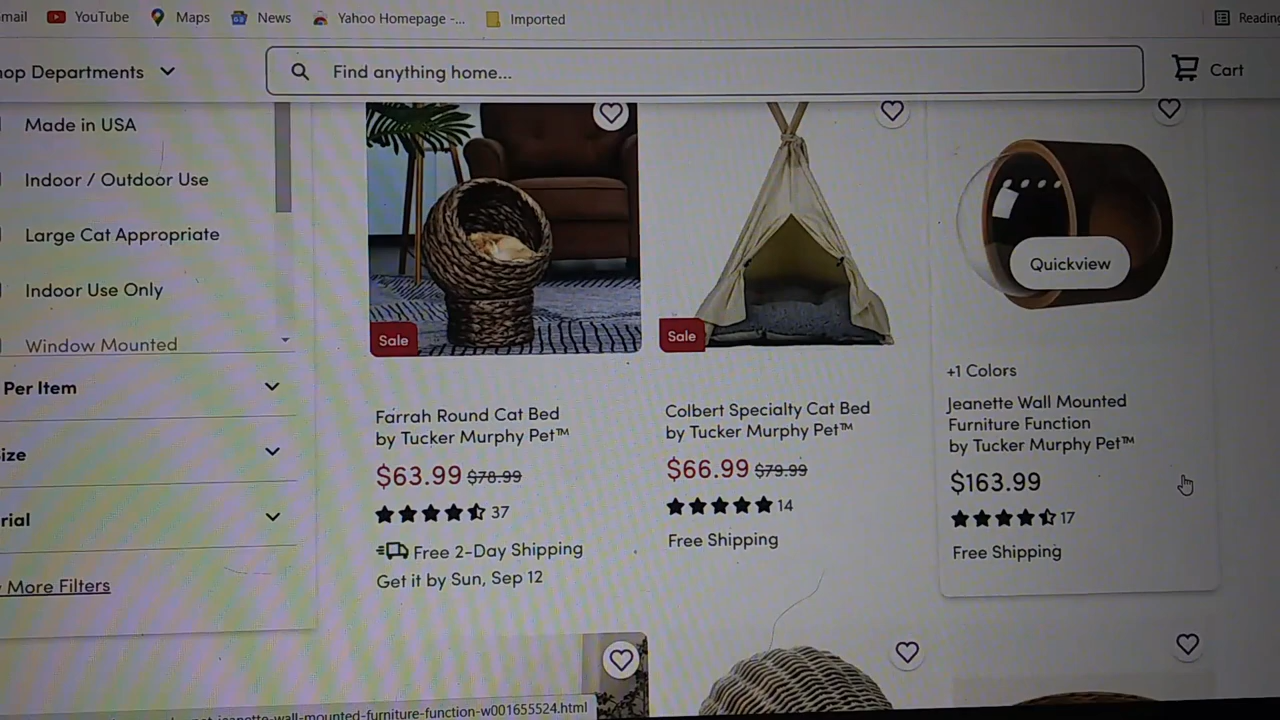 mail YouTube Maps News Yahoo Homepage -... Imported Reading
hop Departments Find anything home... Cart
Made in USA
Indoor / Outdoor Use
Large Cat Appropriate
Indoor Use Only
Window Mounted
Per Item
ize
rial
More Filters
Sale
Farrah Round Cat Bed
by Tucker Murphy Pet™
$63.99 $78.99
37
Free 2-Day Shipping
Get it by Sun, Sep 12
Sale
Colbert Specialty Cat Bed
by Tucker Murphy Pet™
$66.99 $79.99
14
Free Shipping
Quickview
+1 Colors
Jeanette Wall Mounted
Furniture Function
by Tucker Murphy Pet™
$163.99
17
Free Shipping
jeanette-wall-mounted-furniture-function-w001655524.html